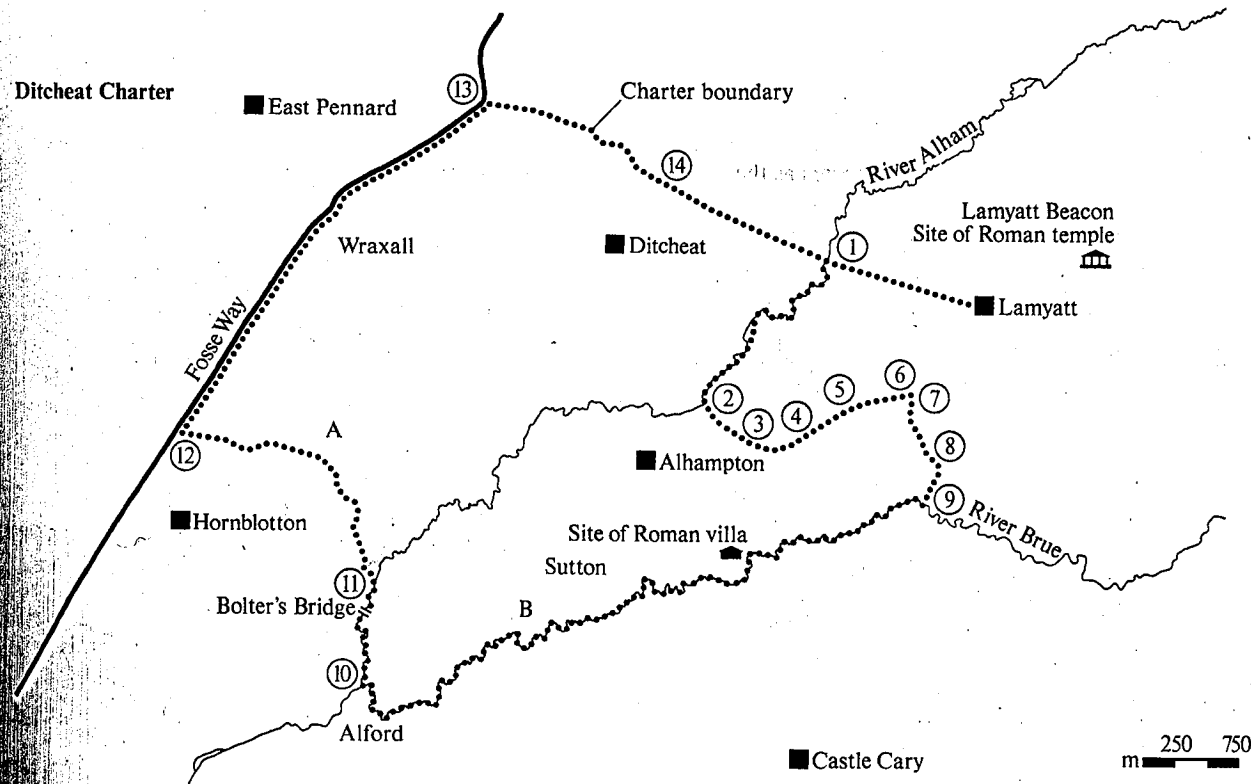 Ditcheat Charter
13
East Pennard
Charter boundary
14
River Alham
Lamyatt Beacon
Site of Roman temple
Wraxall
Ditcheat
1
Lamyatt
Fosse Way
2
3
4
5
6
7
A
12
8
Alhampton
9
River Brue
Hornblotton
Site of Roman villa
Sutton
11
Bolter's Bridge
B
10
Alford
250 750
m
Castle Cary